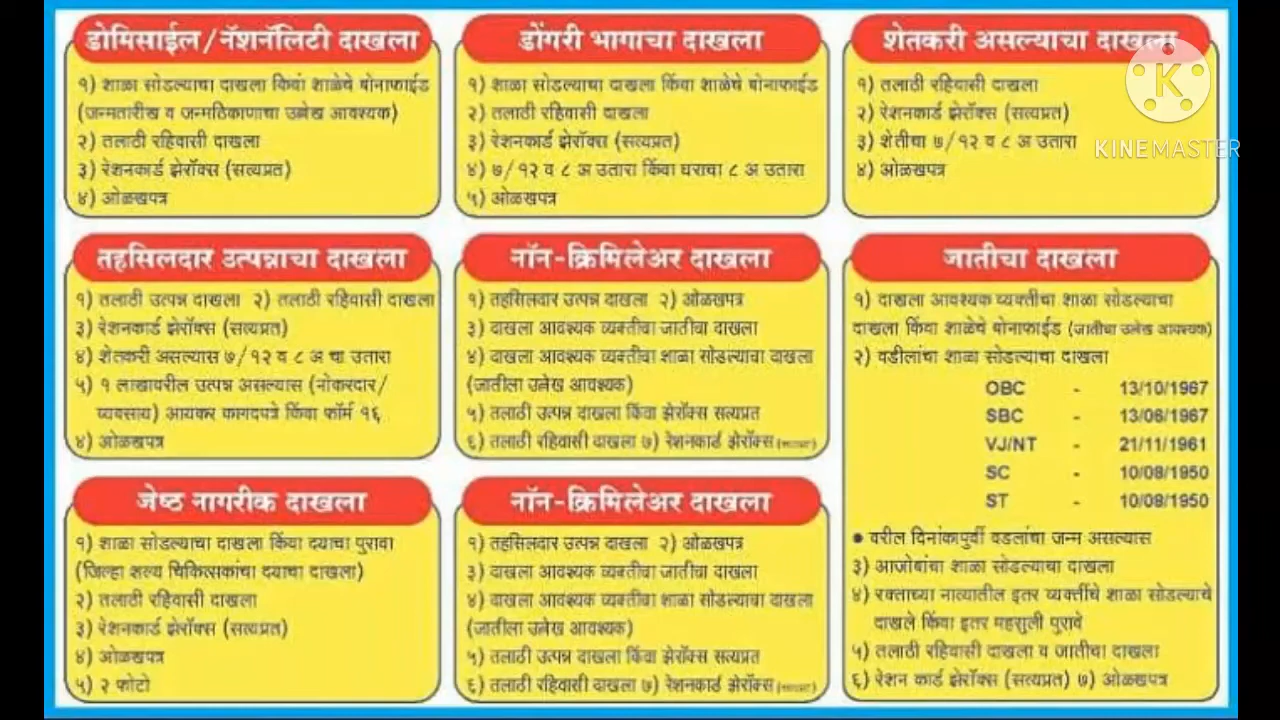 डोमिसाईल/नॅशनॅलिटी दाखला
१) शाळा सोडल्याचा दाखला किंवा शाळेचे बोनाफाईड
(जन्मतारीख व जन्मठिकाणाचा उल्लेख आवश्यक)
२) तलाठी रहिवासी दाखला
३) रेशनकार्ड झेरॉक्स (सत्यप्रत)
४) ओळखपत्र
डोंगरी भागाचा दाखला
१) शाळा सोडल्याचा दाखला किंवा शाळेचे बोनाफाईड
२) तलाठी रहिवासी दाखला
३) रेशनकार्ड झेरॉक्स (सत्यप्रत)
४) ७/१२ व ८ अ उतारा किंवा घराचा ८ अ उतारा
५) ओळखपत्र
शेतकरी असल्याचा दाखला
१) तलाठी रहिवासी दाखला
२) रेशनकार्ड झेरॉक्स (सत्यप्रत)
३) शेतीचा ७/१२ व ८ अ उतारा
४) ओळखपत्र
K
KINEMASTER
तहसिलदार उत्पन्नाचा दाखला
१) तलाठी उत्पन्न दाखला २) तलाठी रहिवासी दाखला
३) रेशनकार्ड झेरॉक्स (सत्यप्रत)
४) शेतकरी असल्यास ७/१२ व ८ अ चा उतारा
५) १ लाखावरील उत्पन्न असल्यास (नोकरदार/
व्यवसाय) आयकर कागदपत्रे किंवा फॉर्म १६
४) ओळखपत्र
नॉन-क्रिमिलेअर दाखला
१) तहसिलदार उत्पन्न दाखला २) ओळखपत्र
३) दाखला आवश्यक व्यक्तीचा जातीचा दाखला
४) दाखला आवश्यक व्यक्तीचा शाळा सोडल्याचा दाखला
(जातीला उल्लेख आवश्यक)
५) तलाठी उत्पन्न दाखला किंवा झेरॉक्स सत्यप्रत
६) तलाठी रहिवासी दाखला ७) रेशनकार्ड झेरॉक्स
जातीचा दाखला
१) दाखला आवश्यक व्यक्तीचा शाळा सोडल्याचा
दाखला किंवा शाळेचे बोनाफाईड (जातीचा उल्लेख आवश्यक)
२) वडीलांचा शाळा सोडल्याचा दाखला
OBC - 13/10/1967
SBC - 13/06/1967
VJ/NT - 21/11/1961
SC - 10/08/1950
ST - 10/08/1950
● वरील दिनांकापुर्वी वडलांचा जन्म असल्यास
३) आजोबांचा शाळा सोडल्याचा दाखला
४) रक्ताच्या नात्यातील इतर व्यक्तींचे शाळा सोडल्याचे
दाखले किंवा इतर महसुली पुरावे
५) तलाठी रहिवासी दाखला व जातीचा दाखला
६) रेशन कार्ड झेरॉक्स (सत्यप्रत) ७) ओळखपत्र
जेष्ठ नागरीक दाखला
१) शाळा सोडल्याचा दाखला किंवा वयाचा पुरावा
(जिल्हा शल्य चिकित्सकांचा वयाचा दाखला)
२) तलाठी रहिवासी दाखला
३) रेशनकार्ड झेरॉक्स (सत्यप्रत)
४) ओळखपत्र
५) २ फोटो
नॉन-क्रिमिलेअर दाखला
१) तहसिलदार उत्पन्न दाखला २) ओळखपत्र
३) दाखला आवश्यक व्यक्तीचा जातीचा दाखला
४) दाखला आवश्यक व्यक्तीचा शाळा सोडल्याचा दाखला
(जातीला उल्लेख आवश्यक)
५) तलाठी उत्पन्न दाखला किंवा झेरॉक्स सत्यप्रत
६) तलाठी रहिवासी दाखला ७) रेशनकार्ड झेरॉक्स